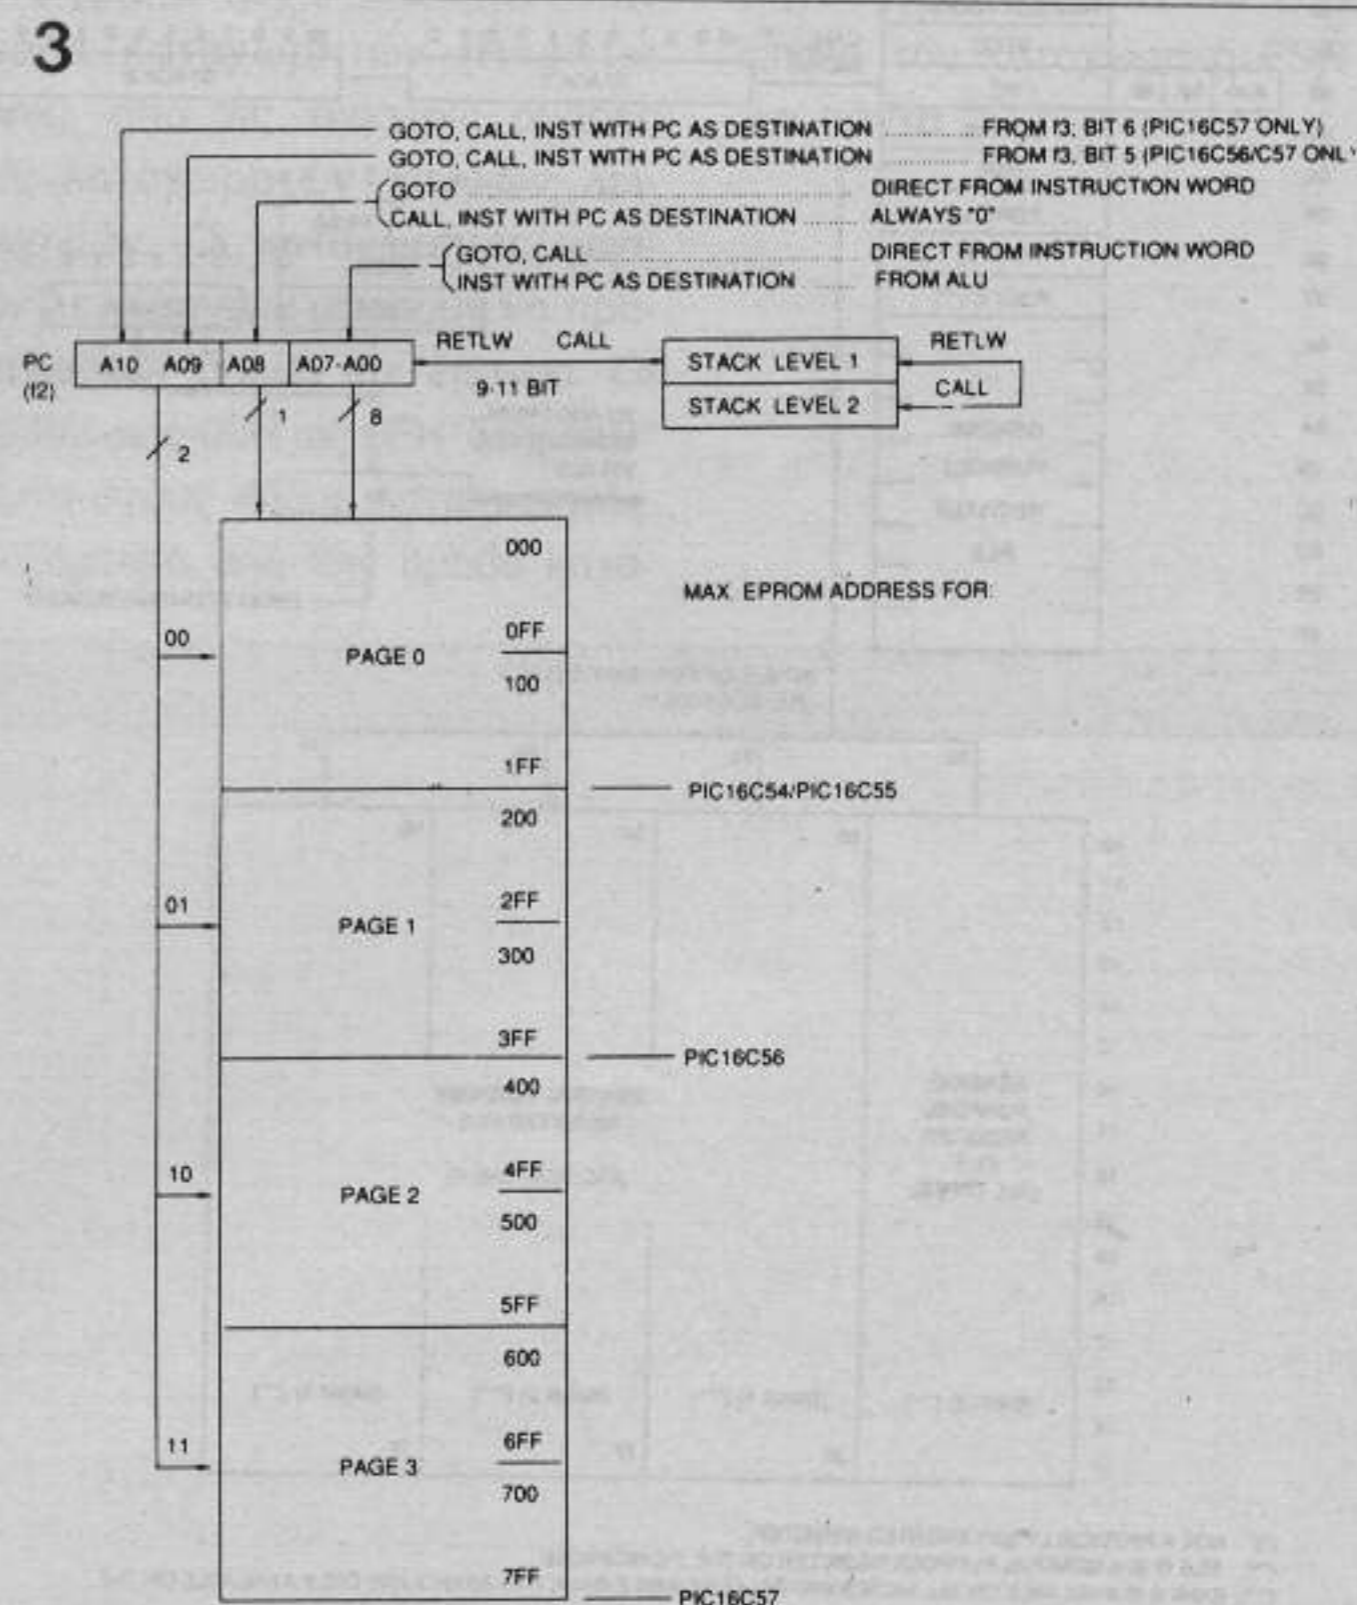 3
GOTO, CALL, INST WITH PC AS DESTINATION .............. FROM f3, BIT 6 (PIC16C57 ONLY)
GOTO, CALL, INST WITH PC AS DESTINATION .............. FROM f3, BIT 5 (PIC16C56/C57 ONLY
GOTO .............. DIRECT FROM INSTRUCTION WORD
CALL, INST WITH PC AS DESTINATION ........ ALWAYS "0"
GOTO, CALL .............. DIRECT FROM INSTRUCTION WORD
INST WITH PC AS DESTINATION ........ FROM ALU
PC
(f2)
A10 A09 A08 A07-A00
RETLW CALL
9-11 BIT
STACK LEVEL 1
STACK LEVEL 2
RETLW
CALL
1
8
2
000
MAX. EPROM ADDRESS FOR:
00
PAGE 0
0FF
100
1FF
PIC16C54/PIC16C55
200
01
PAGE 1
2FF
300
3FF
PIC16C56
400
10
PAGE 2
4FF
500
5FF
600
11
PAGE 3
6FF
700
7FF
PIC16C57